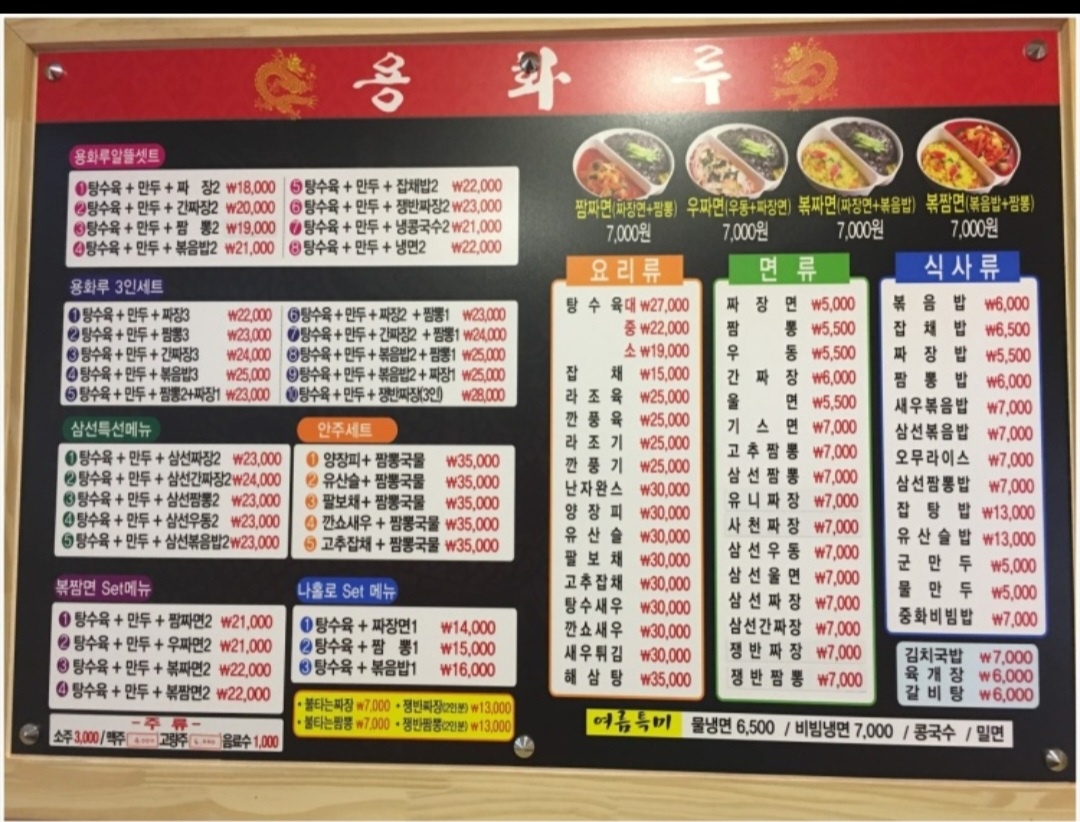 용화루
용화루알뜰셋트
1 탕수육 + 만두 + 짜 장2 ₩18,000
2 탕수육 + 만두 + 간짜장2 ₩20,000
3 탕수육 + 만두 + 짬 뽕2 ₩19,000
4 탕수육 + 만두 + 볶음밥2 ₩21,000
5 탕수육 + 만두 + 잡채밥2 ₩22,000
6 탕수육 + 만두 + 쟁반짜장2 ₩23,000
7 탕수육 + 만두 + 냉콩국수2 ₩21,000
8 탕수육 + 만두 + 냉면2 ₩22,000
용화루 3인세트
1 탕수육 + 만두 + 짜장3 ₩22,000
2 탕수육 + 만두 + 짬뽕3 ₩23,000
3 탕수육 + 만두 + 간짜장3 ₩24,000
4 탕수육 + 만두 + 볶음밥3 ₩25,000
5 탕수육 + 만두 + 짬뽕2+짜장1 ₩23,000
6 탕수육 + 만두 + 짜장2 + 짬뽕1 ₩23,000
7 탕수육 + 만두 + 간짜장2 + 짬뽕1 ₩24,000
8 탕수육 + 만두 + 볶음밥2 + 짬뽕1 ₩25,000
9 탕수육 + 만두 + 볶음밥2 + 짜장1 ₩25,000
10 탕수육 + 만두 + 쟁반짜장(3인) ₩28,000
삼선특선메뉴
1 탕수육 + 만두 + 삼선짜장2 ₩23,000
2 탕수육 + 만두 + 삼선간짜장2 ₩24,000
3 탕수육 + 만두 + 삼선짬뽕2 ₩23,000
4 탕수육 + 만두 + 삼선우동2 ₩23,000
5 탕수육 + 만두 + 삼선볶음밥2 ₩23,000
안주세트
1 양장피 + 짬뽕국물 ₩35,000
2 유산슬 + 짬뽕국물 ₩35,000
3 팔보채 + 짬뽕국물 ₩35,000
4 깐쇼새우 + 짬뽕국물 ₩35,000
5 고추잡채 + 짬뽕국물 ₩35,000
볶짬면 Set메뉴
1 탕수육 + 만두 + 짬짜면2 ₩21,000
2 탕수육 + 만두 + 우짜면2 ₩21,000
3 탕수육 + 만두 + 볶짜면2 ₩22,000
4 탕수육 + 만두 + 볶짬면2 ₩22,000
나홀로 Set 메뉴
1 탕수육 + 짜장면1 ₩14,000
2 탕수육 + 짬 뽕1 ₩15,000
3 탕수육 + 볶음밥1 ₩16,000
• 불타는짜장 ₩7,000 • 쟁반짜장(2인분) ₩13,000
• 불타는짬뽕 ₩7,000 • 쟁반짬뽕(2인분) ₩13,000
- 주 류 -
소주 3,000 / 맥주 고량주 음료수 1,000
짬짜면(짜장면+짬뽕) 7,000원
우짜면(우동+짜장면) 7,000원
볶짜면(짜장면+볶음밥) 7,000원
볶짬면(볶음밥+짬뽕) 7,000원
요리류
탕 수 육 대 ₩27,000
중 ₩22,000
소 ₩19,000
잡 채 ₩15,000
라 조 육 ₩25,000
깐 풍 육 ₩25,000
라 조 기 ₩25,000
깐 풍 기 ₩25,000
난자완스 ₩30,000
양 장 피 ₩30,000
유 산 슬 ₩30,000
팔 보 채 ₩30,000
고추잡채 ₩30,000
탕수새우 ₩30,000
깐쇼새우 ₩30,000
새우튀김 ₩30,000
해 삼 탕 ₩35,000
면 류
짜 장 면 ₩5,000
짬 뽕 ₩5,500
우 동 ₩5,500
간 짜 장 ₩6,000
울 면 ₩5,500
기 스 면 ₩7,000
고추짬뽕 ₩7,000
삼선짬뽕 ₩7,000
유니짜장 ₩7,000
사천짜장 ₩7,000
삼선우동 ₩7,000
삼선울면 ₩7,000
삼선짜장 ₩7,000
삼선간짜장 ₩7,000
쟁반짜장 ₩7,000
쟁반짬뽕 ₩7,000
식사류
볶 음 밥 ₩6,000
잡 채 밥 ₩6,500
짜 장 밥 ₩5,500
짬 뽕 밥 ₩6,000
새우볶음밥 ₩7,000
삼선볶음밥 ₩7,000
오무라이스 ₩7,000
삼선짬뽕밥 ₩7,000
잡 탕 밥 ₩13,000
유산슬밥 ₩13,000
군 만 두 ₩5,000
물 만 두 ₩5,000
중화비빔밥 ₩7,000
김치국밥 ₩7,000
육 개 장 ₩6,000
갈 비 탕 ₩6,000
여름특미 물냉면 6,500 / 비빔냉면 7,000 / 콩국수 / 밀면